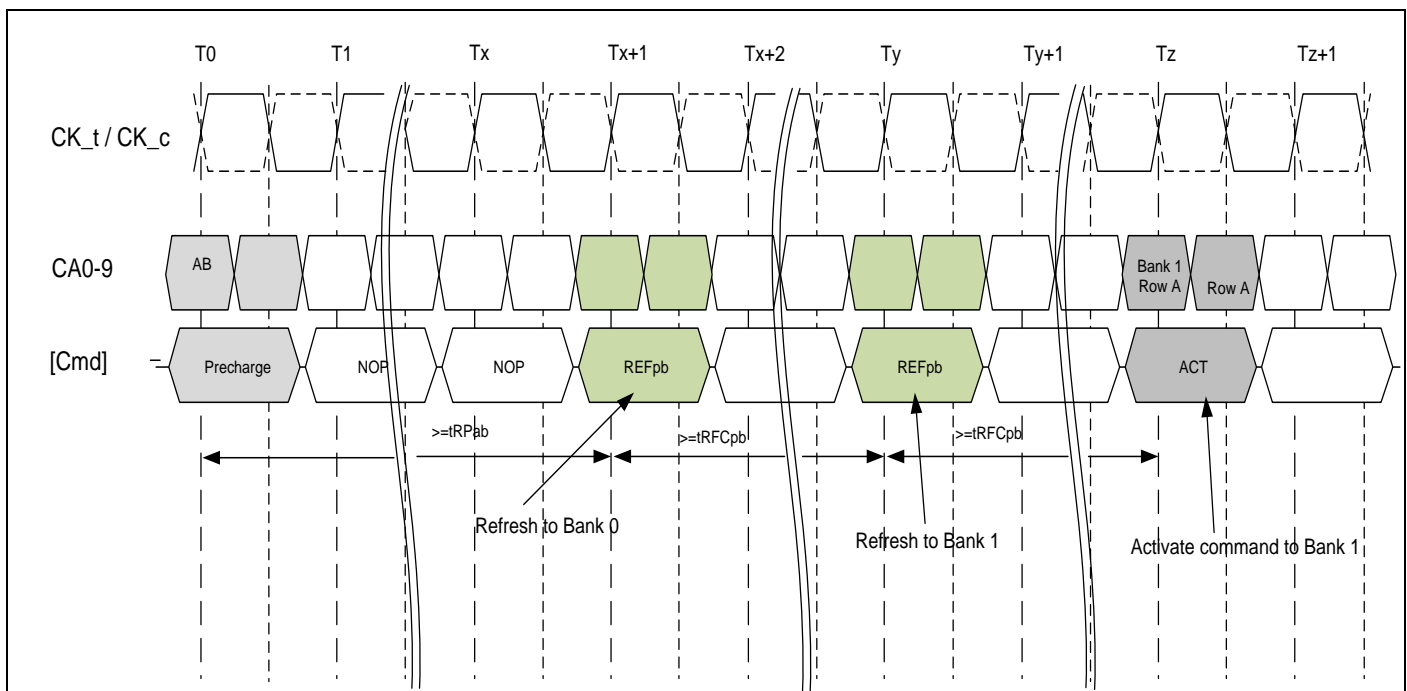 T0 T1 Tx Tx+1 Tx+2 Ty Ty+1 Tz Tz+1
CK_t / CK_c
CA0-9 AB Bank 1 Row A Row A
[Cmd] Precharge NOP NOP REFpb REFpb ACT
>=tRPab >=tRFCpb >=tRFCpb
Refresh to Bank 0
Refresh to Bank 1
Activate command to Bank 1